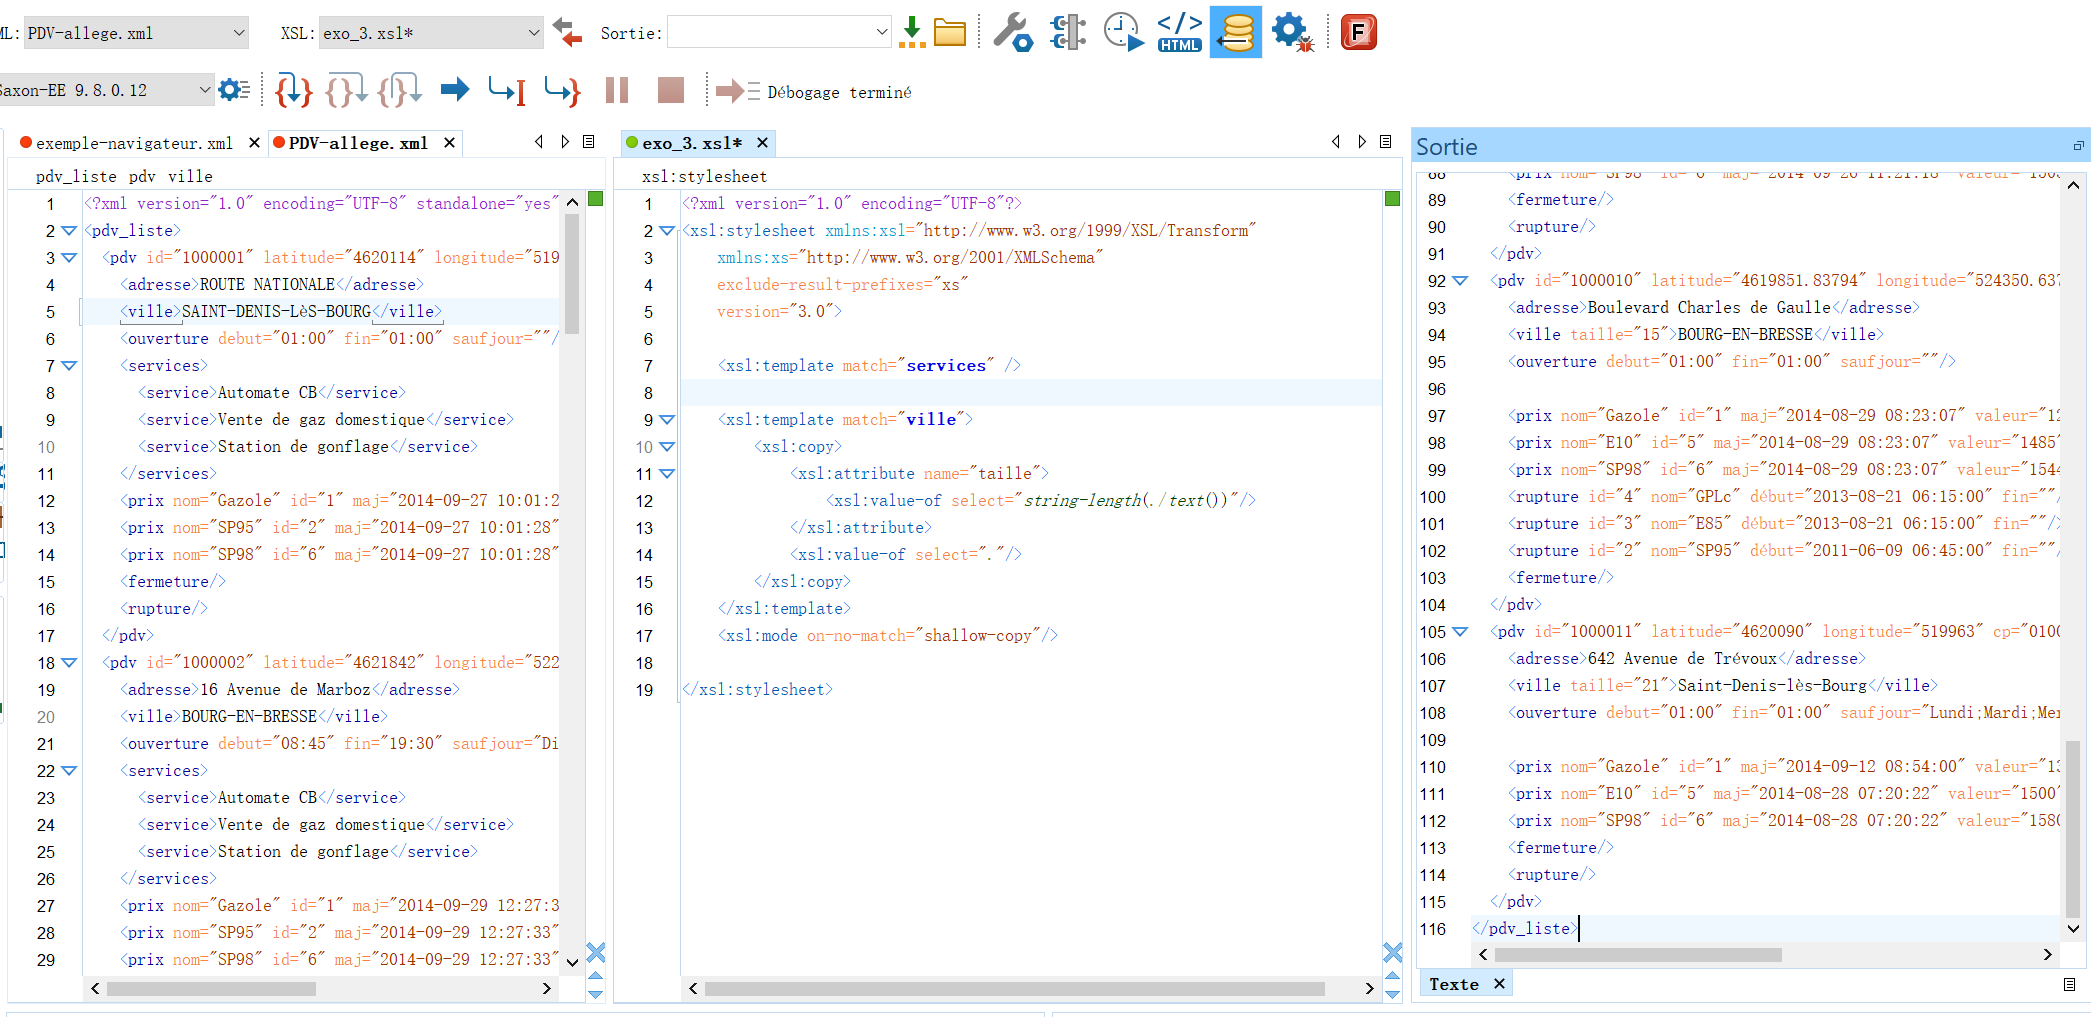 PDV-allege.xml XSL: exo_3.xsl* Sortie: HTML F
Saxon-EE 9.8.0.12 Débogage terminé
exemple-navigateur.xml PDV-allege.xml
pdv_liste pdv ville
1 <?xml version="1.0" encoding="UTF-8" standalone="yes"
2 <pdv_liste>
3 <pdv id="1000001" latitude="4620114" longitude="519
4 <adresse>ROUTE NATIONALE</adresse>
5 <ville>SAINT-DENIS-LèS-BOURG</ville>
6 <ouverture debut="01:00" fin="01:00" saufjour=""/
7 <services>
8 <service>Automate CB</service>
9 <service>Vente de gaz domestique</service>
10 <service>Station de gonflage</service>
11 </services>
12 <prix nom="Gazole" id="1" maj="2014-09-27 10:01:2
13 <prix nom="SP95" id="2" maj="2014-09-27 10:01:28"
14 <prix nom="SP98" id="6" maj="2014-09-27 10:01:28"
15 <fermeture/>
16 <rupture/>
17 </pdv>
18 <pdv id="1000002" latitude="4621842" longitude="522
19 <adresse>16 Avenue de Marboz</adresse>
20 <ville>BOURG-EN-BRESSE</ville>
21 <ouverture debut="08:45" fin="19:30" saufjour="Di
22 <services>
23 <service>Automate CB</service>
24 <service>Vente de gaz domestique</service>
25 <service>Station de gonflage</service>
26 </services>
27 <prix nom="Gazole" id="1" maj="2014-09-29 12:27:3
28 <prix nom="SP95" id="2" maj="2014-09-29 12:27:33"
29 <prix nom="SP98" id="6" maj="2014-09-29 12:27:33"
exo_3.xsl*
xsl:stylesheet
1 <?xml version="1.0" encoding="UTF-8"?>
2 <xsl:stylesheet xmlns:xsl="http://www.w3.org/1999/XSL/Transform"
3 xmlns:xs="http://www.w3.org/2001/XMLSchema"
4 exclude-result-prefixes="xs"
5 version="3.0">
6
7 <xsl:template match="services" />
8
9 <xsl:template match="ville">
10 <xsl:copy>
11 <xsl:attribute name="taille">
12 <xsl:value-of select="string-length(./text())"/>
13 </xsl:attribute>
14 <xsl:value-of select="."/>
15 </xsl:copy>
16 </xsl:template>
17 <xsl:mode on-no-match="shallow-copy"/>
18
19 </xsl:stylesheet>
Sortie
89 <fermeture/>
90 <rupture/>
91 </pdv>
92 <pdv id="1000010" latitude="4619851.83794" longitude="524350.637
93 <adresse>Boulevard Charles de Gaulle</adresse>
94 <ville taille="15">BOURG-EN-BRESSE</ville>
95 <ouverture debut="01:00" fin="01:00" saufjour=""/>
96
97 <prix nom="Gazole" id="1" maj="2014-08-29 08:23:07" valeur="12
98 <prix nom="E10" id="5" maj="2014-08-29 08:23:07" valeur="1485"
99 <prix nom="SP98" id="6" maj="2014-08-29 08:23:07" valeur="1544
100 <rupture id="4" nom="GPLc" début="2013-08-21 06:15:00" fin=""/
101 <rupture id="3" nom="E85" début="2013-08-21 06:15:00" fin=""/>
102 <rupture id="2" nom="SP95" début="2011-06-09 06:45:00" fin=""/
103 <fermeture/>
104 </pdv>
105 <pdv id="1000011" latitude="4620090" longitude="519963" cp="0100
106 <adresse>642 Avenue de Trévoux</adresse>
107 <ville taille="21">Saint-Denis-lès-Bourg</ville>
108 <ouverture debut="01:00" fin="01:00" saufjour="Lundi;Mardi;Mer
109
110 <prix nom="Gazole" id="1" maj="2014-09-12 08:54:00" valeur="13
111 <prix nom="E10" id="5" maj="2014-08-28 07:20:22" valeur="1500"
112 <prix nom="SP98" id="6" maj="2014-08-28 07:20:22" valeur="1580
113 <fermeture/>
114 <rupture/>
115 </pdv>
116 </pdv_liste>
Texte